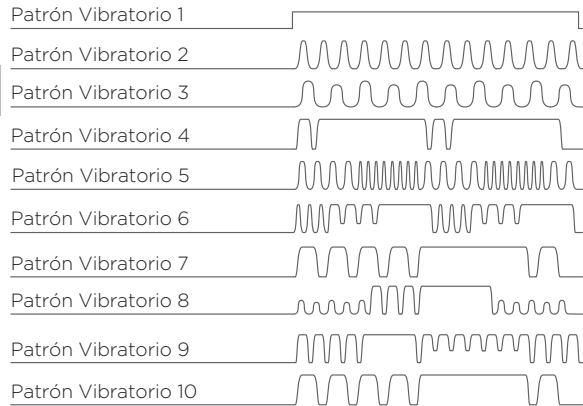 Patrón Vibratorio 1
Patrón Vibratorio 2
Patrón Vibratorio 3
Patrón Vibratorio 4
Patrón Vibratorio 5
Patrón Vibratorio 6
Patrón Vibratorio 7
Patrón Vibratorio 8
Patrón Vibratorio 9
Patrón Vibratorio 10